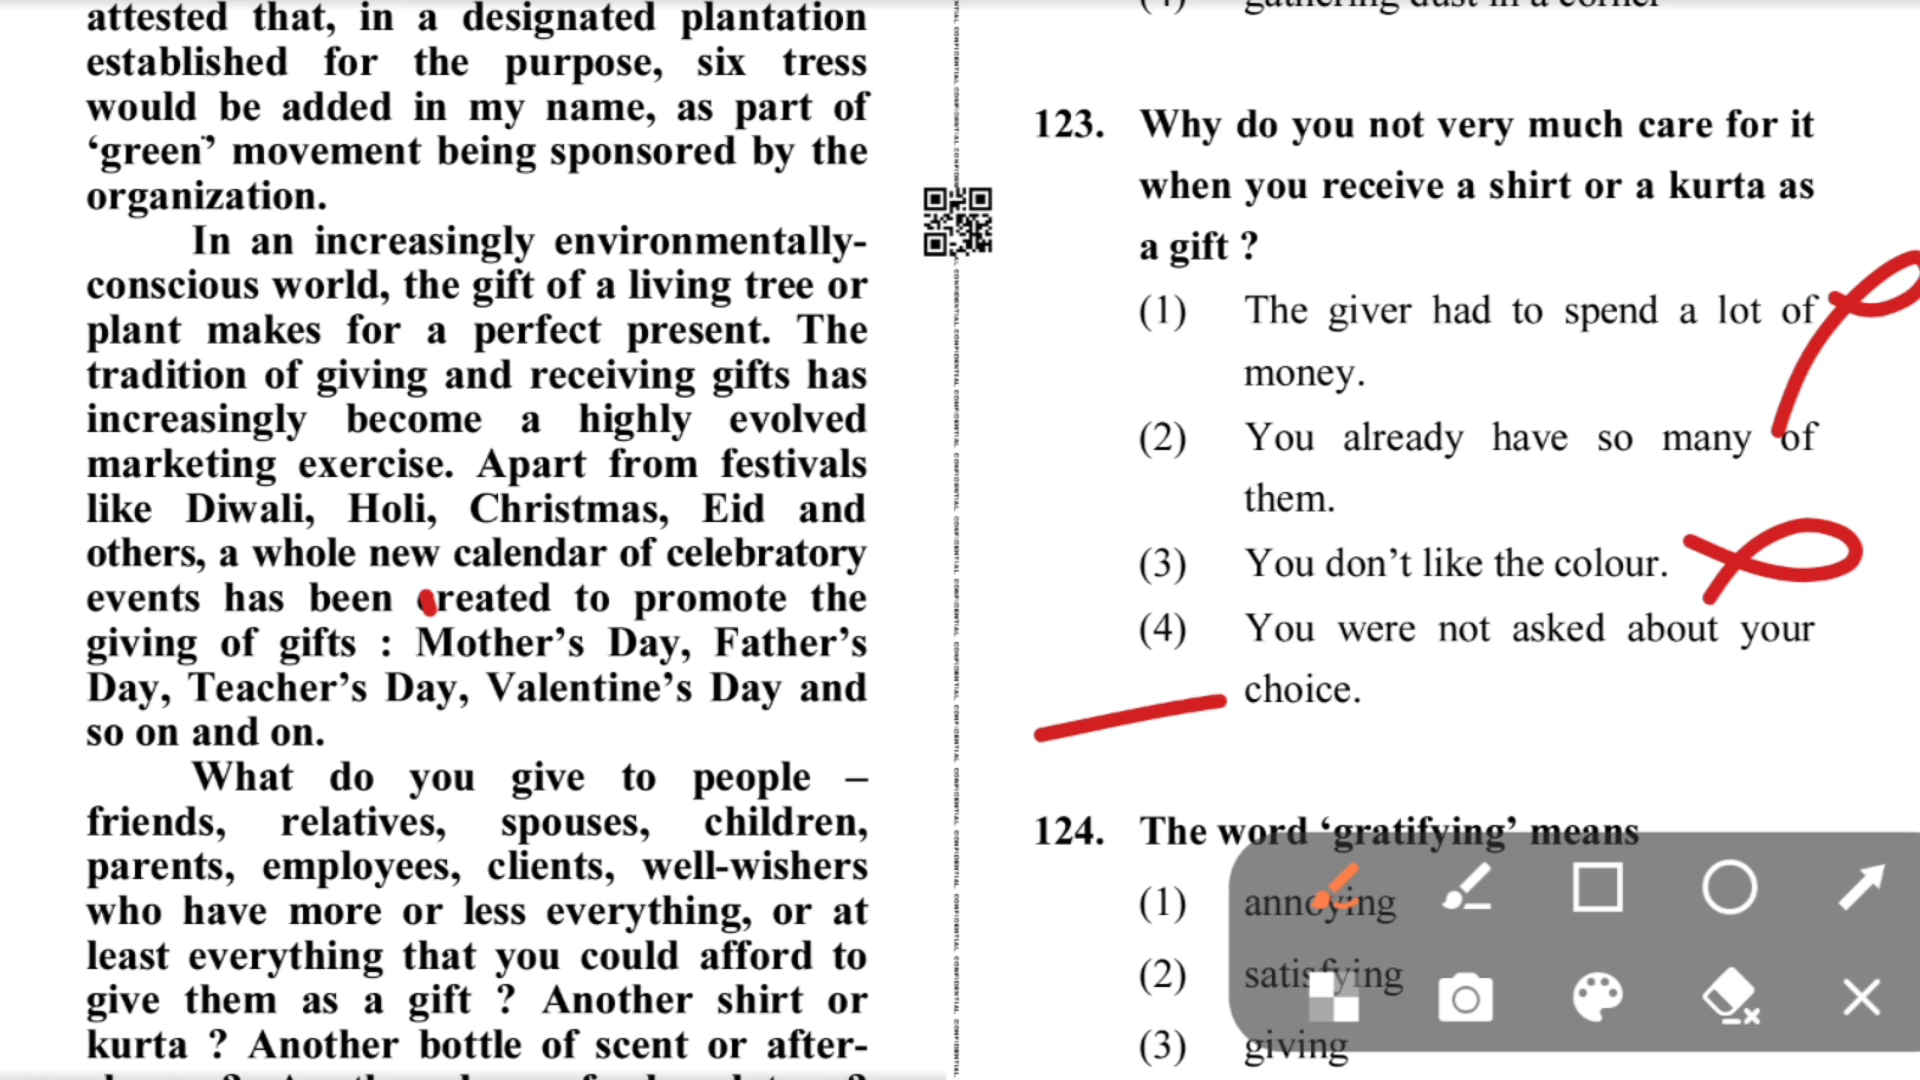 attested that, in a designated plantation
established for the purpose, six tress
would be added in my name, as part of
‘green’ movement being sponsored by the
organization.
In an increasingly environmentally-
conscious world, the gift of a living tree or
plant makes for a perfect present. The
tradition of giving and receiving gifts has
increasingly become a highly evolved
marketing exercise. Apart from festivals
like Diwali, Holi, Christmas, Eid and
others, a whole new calendar of celebratory
events has been created to promote the
giving of gifts : Mother’s Day, Father’s
Day, Teacher’s Day, Valentine’s Day and
so on and on.
What do you give to people –
friends, relatives, spouses, children,
parents, employees, clients, well-wishers
who have more or less everything, or at
least everything that you could afford to
give them as a gift ? Another shirt or
kurta ? Another bottle of scent or after-
(4) gathering dust in a corner
123. Why do you not very much care for it
when you receive a shirt or a kurta as
a gift ?
(1) The giver had to spend a lot of
money.
(2) You already have so many of
them.
(3) You don’t like the colour.
(4) You were not asked about your
choice.
124. The word ‘gratifying’ means
(1) annoying
(2) satisfying
(3) giving